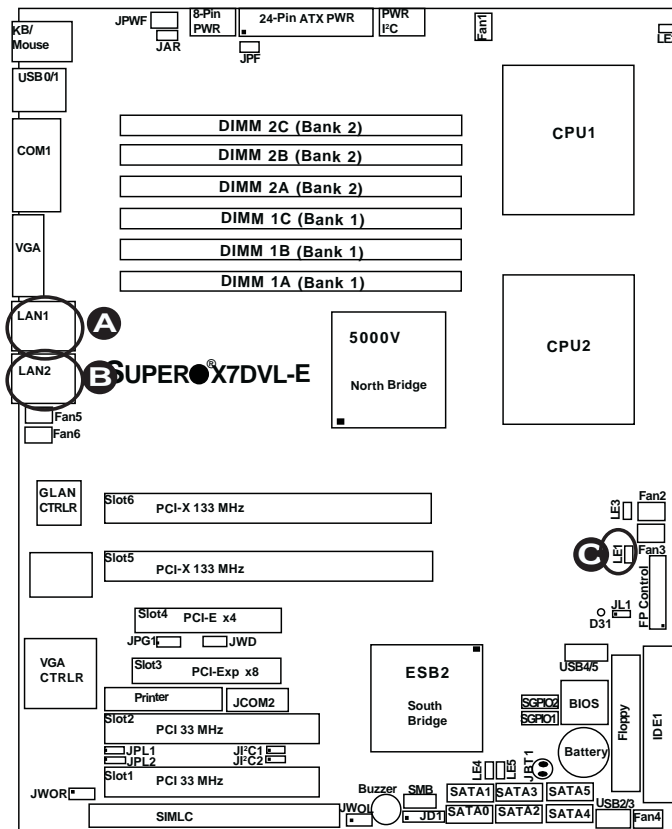 KB/
Mouse
JPWF
JAR
8-Pin
PWR
24-Pin ATX PWR
JPF
PWR
I²C
Fan1
USB0/1
COM1
VGA
DIMM 2C (Bank 2)
DIMM 2B (Bank 2)
DIMM 2A (Bank 2)
DIMM 1C (Bank 1)
DIMM 1B (Bank 1)
DIMM 1A (Bank 1)
CPU1
LAN1
A
LAN2
B
SUPER●®X7DVL-E
5000V
North Bridge
CPU2
Fan5
Fan6
GLAN
CTRLR
Slot6
PCI-X 133 MHz
Slot5
PCI-X 133 MHz
LE3
Fan2
C
LE1
Fan3
FP Control
JL1
D31
Slot4 PCI-E x4
JPG1
JWD
VGA
CTRLR
Slot3
PCI-Exp x8
Printer
JCOM2
Slot2
PCI 33 MHz
JPL1
JPL2
JI²C1
JI²C2
Slot1
PCI 33 MHz
JWOR
SIMLC
ESB2
South
Bridge
USB4/5
SGPIO2
SGPIO1
BIOS
Floppy
IDE1
Battery
LE4
LE5
JBT1
Buzzer
JWOL
SMB
JD1
SATA1
SATA3
SATA5
SATA0
SATA2
SATA4
USB2/3
Fan4